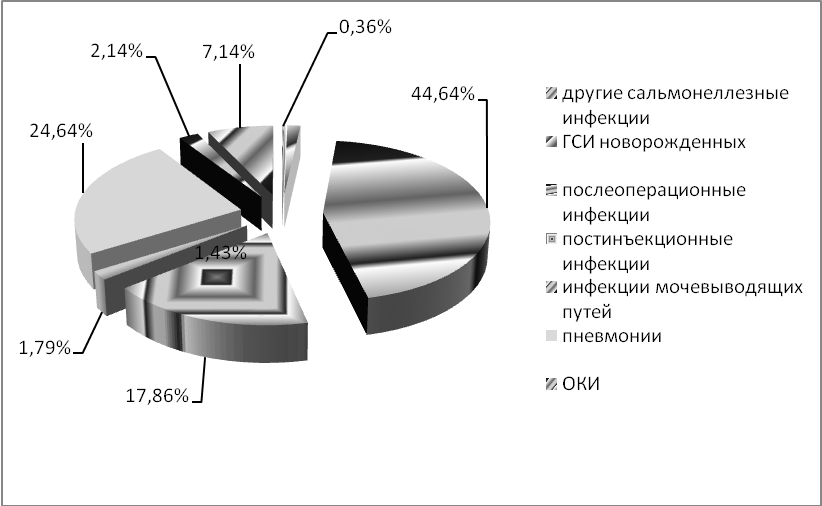 0,36%
2,14%
7,14%
44,64%
24,64%
1,43%
1,79%
17,86%
другие сальмонеллезные
инфекции
ГСИ новорожденных
послеоперационные
инфекции
постинъекционные
инфекции
инфекции мочевыводящих
путей
пневмонии
ОКИ